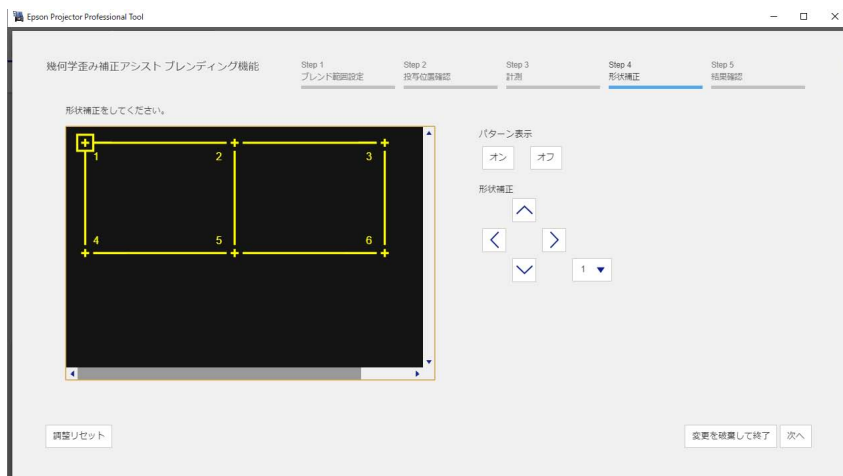 Epson Projector Professional Tool
幾何学歪み補正アシスト ブレンディング機能
Step 1
ブレンド範囲設定
Step 2
投写位置確認
Step 3
計測
Step 4
形状補正
Step 5
結果確認
形状補正をしてください。
1
2
3
4
5
6
パターン表示
オン
オフ
形状補正
1
調整リセット
変更を破棄して終了
次へ